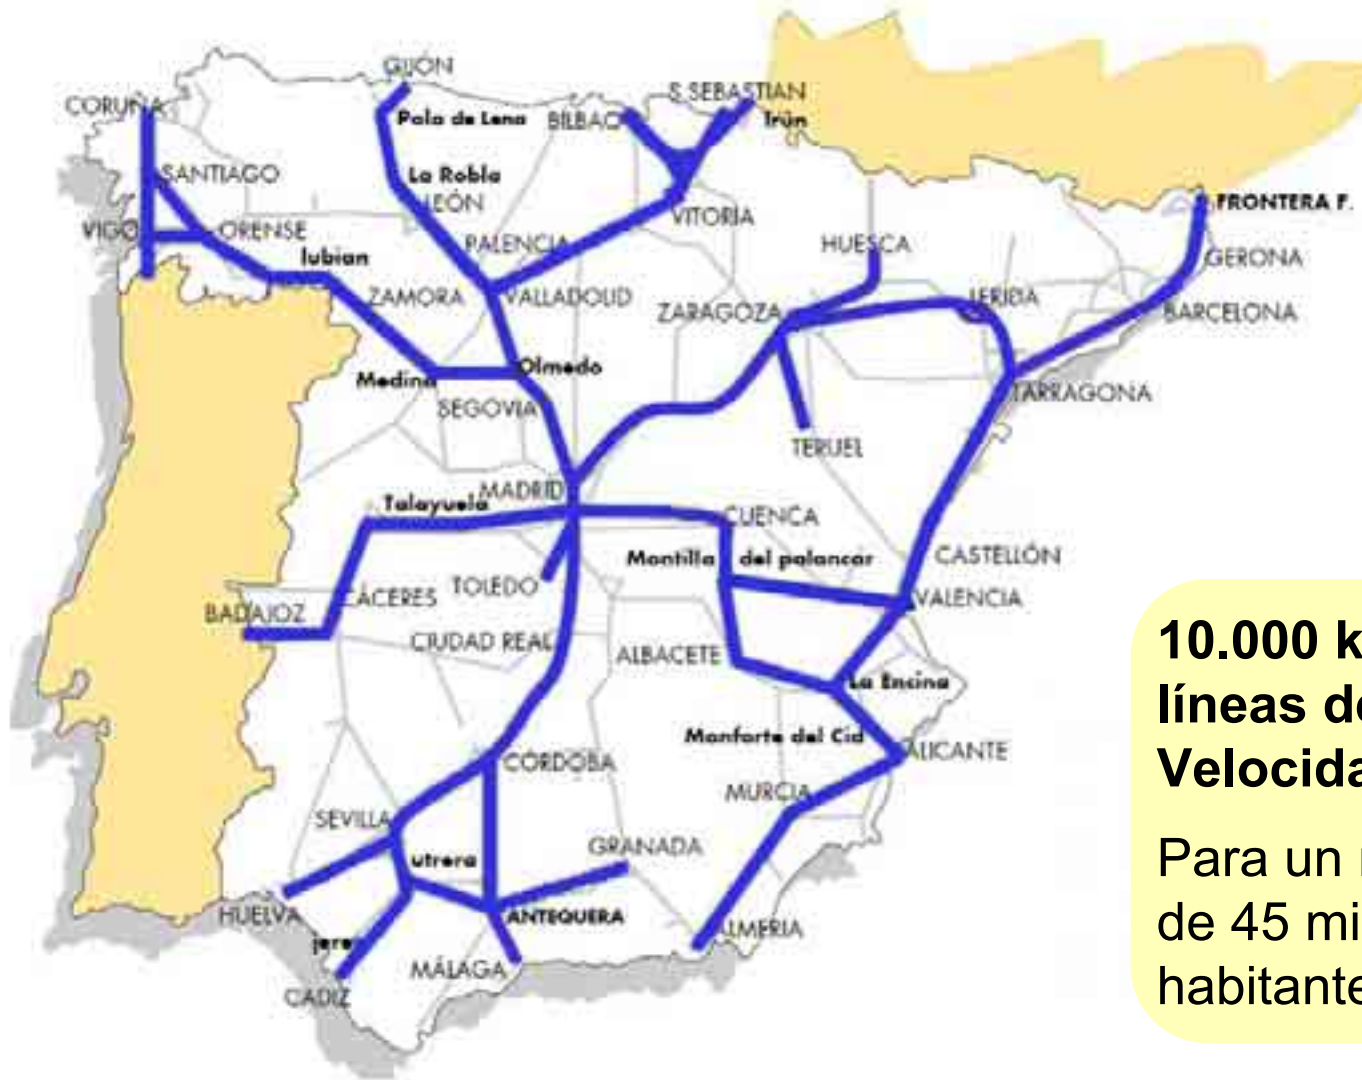 GIJÓN
CORUÑA
Pola de Lena
BILBAO
S.SEBASTIAN
Irún
SANTIAGO
La Robla
LEÓN
VIGO
ORENSE
lubian
PALENCIA
VITORIA
HUESCA
FRONTERA F.
GERONA
ZAMORA
VALLADOLID
ZARAGOZA
LERIDA
BARCELONA
Medina
Olmedo
SEGOVIA
TARRAGONA
TERUEL
Talayuela
MADRID
CUENCA
Montilla del palancar
CASTELLÓN
TOLEDO
CÁCERES
BADAJOZ
VALENCIA
CIUDAD REAL
ALBACETE
La Encina
Monforte del Cid
ALICANTE
CÓRDOBA
MURCIA
SEVILLA
utrera
GRANADA
HUELVA
ANTEQUERA
ALMERIA
jerez
MÁLAGA
CADIZ
10.000 k
líneas de
Velocida
Para un
de 45 mi
habitante